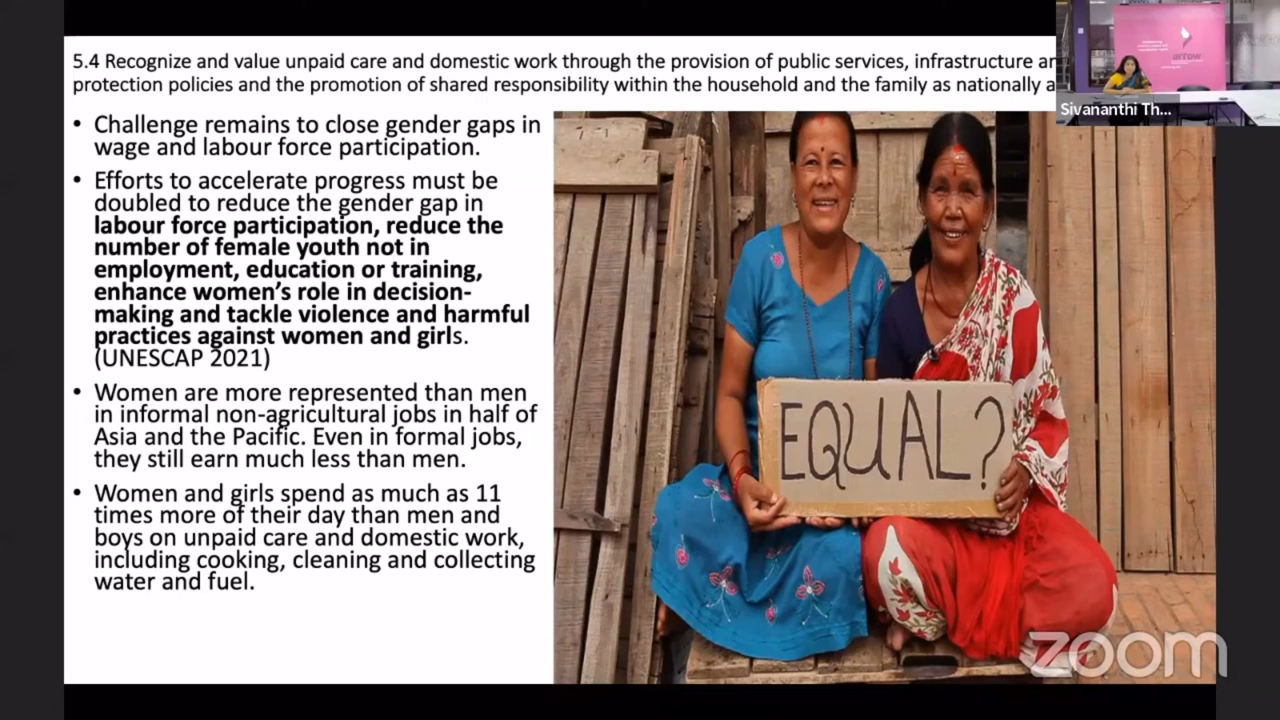 5.4 Recognize and value unpaid care and domestic work through the provision of public services, infrastructure
protection policies and the promotion of shared responsibility within the household and the family as nationally
• Challenge remains to close gender gaps in
wage and labour force participation.
• Efforts to accelerate progress must be
doubled to reduce the gender gap in
labour force participation, reduce the
number of female youth not in
employment, education or training,
enhance women's role in decision-
making and tackle violence and harmful
practices against women and girls.
(UNESCAP 2021)
• Women are more represented than men
in informal non-agricultural jobs in half of
Asia and the Pacific. Even in formal jobs,
they still earn much less than men.
• Women and girls spend as much as 11
times more of their day than men and
boys on unpaid care and domestic work,
including cooking, cleaning and collecting
water and fuel.
EQUAL?
arrow
Sivananthi Th...
zoom